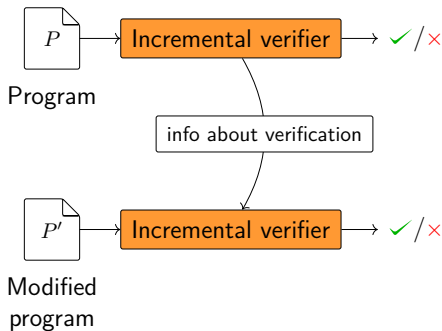 P
Incremental verifier
✓/×
Program
info about verification
P′
Incremental verifier
✓/×
Modified
program